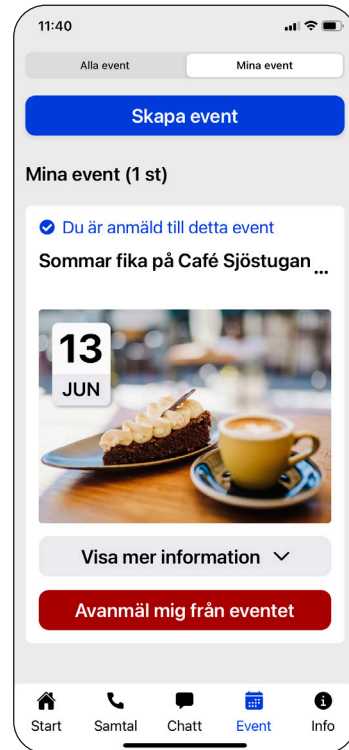 11:40
Alla event
Mina event
Skapa event
Mina event (1 st)
Du är anmäld till detta event
Sommar fika på Café Sjöstugan ...
13
JUN
Visa mer information
Avanmäl mig från eventet
Start
Samtal
Chatt
Event
Info